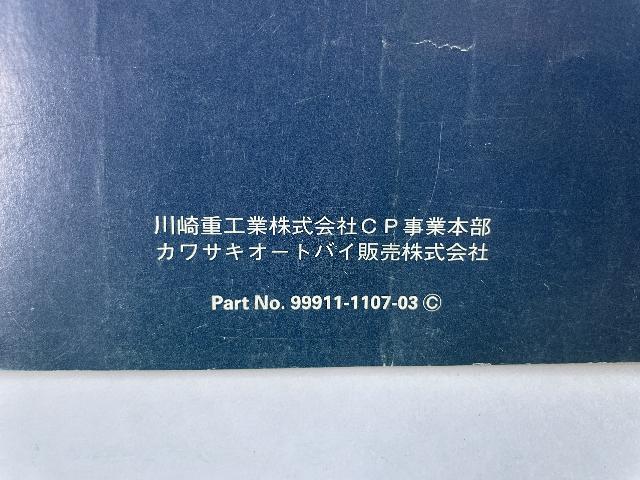 川崎重工業株式会社CP事業本部
カワサキオートバイ販売株式会社
Part No. 99911-1107-03 ©